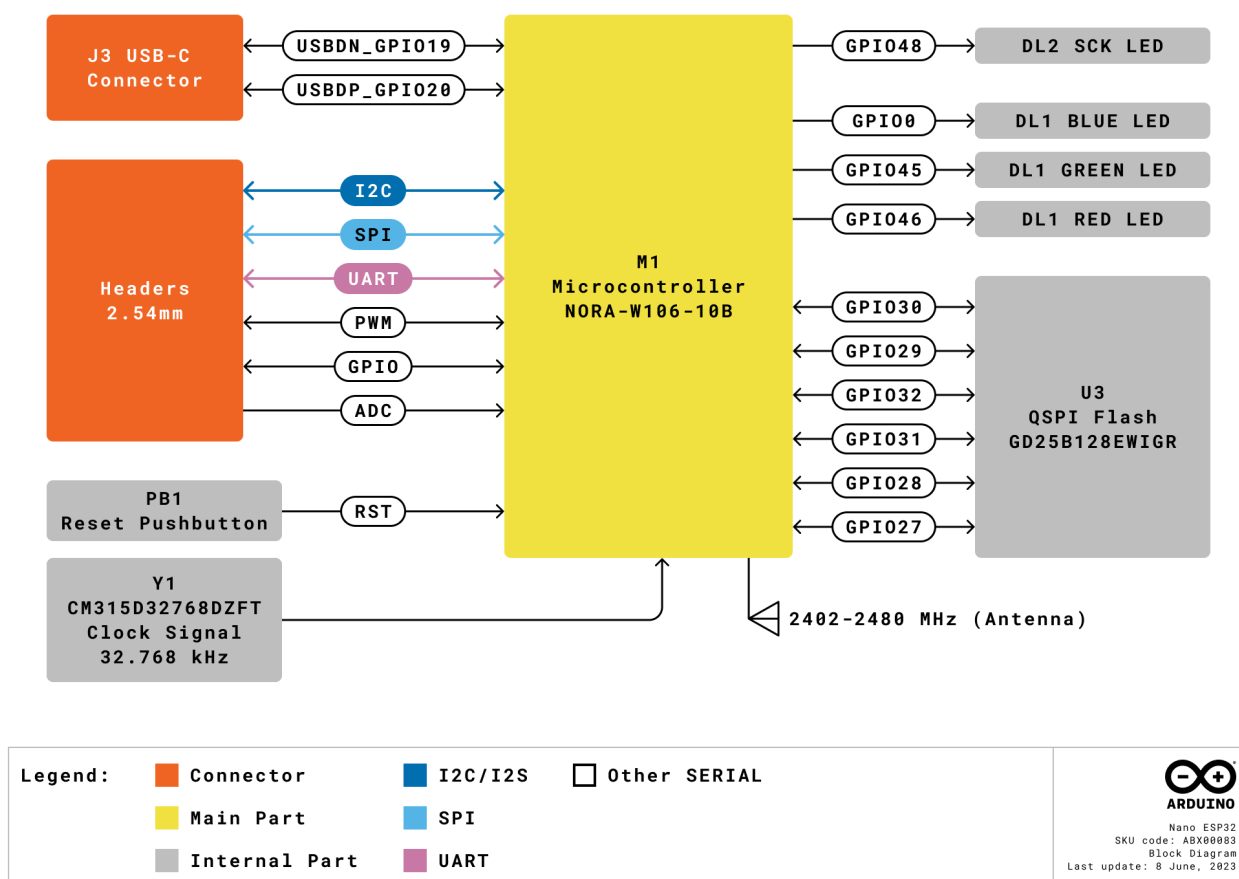 J3 USB-C
Connector
USBDN_GPIO19
USBDP_GPIO20
Headers
2.54mm
I2C
SPI
UART
PWM
GPIO
ADC
PB1
Reset Pushbutton
RST
Y1
CM315D32768DZFT
Clock Signal
32.768 kHz
M1
Microcontroller
NORA-W106-10B
GPIO48
DL2 SCK LED
GPIO0
DL1 BLUE LED
GPIO45
DL1 GREEN LED
GPIO46
DL1 RED LED
GPIO30
GPIO29
GPIO32
GPIO31
GPIO28
GPIO27
U3
QSPI Flash
GD25B128EWIGR
2402-2480 MHz (Antenna)
Legend:
Connector
Main Part
Internal Part
I2C/I2S
SPI
UART
Other SERIAL
ARDUINO
Nano ESP32
SKU code: ABX00083
Block Diagram
Last update: 8 June, 2023